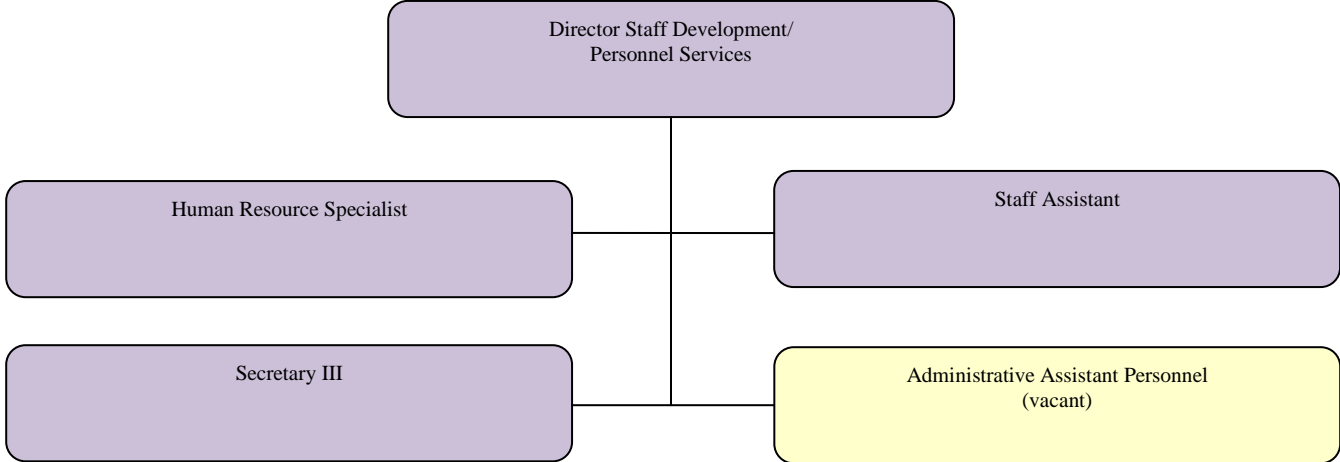 Director Staff Development/
Personnel Services
Human Resource Specialist
Staff Assistant
Secretary III
Administrative Assistant Personnel
(vacant)